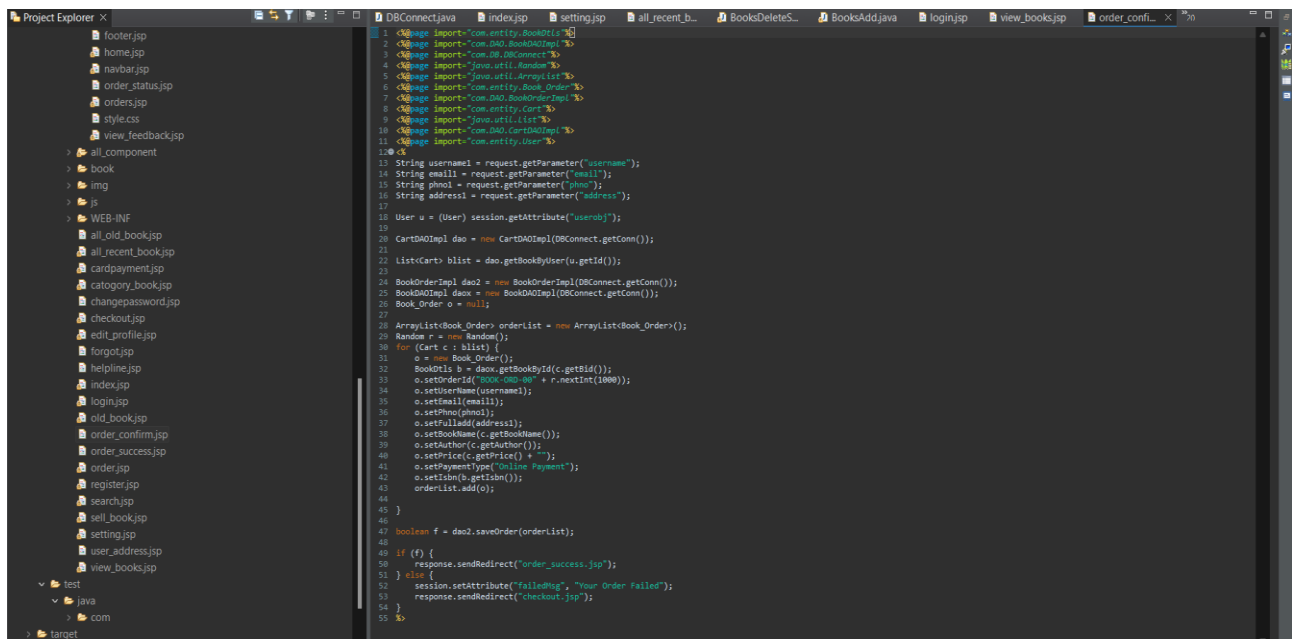 Project Explorer ×
footer.jsp
home.jsp
navbar.jsp
order_status.jsp
orders.jsp
style.css
view_feedback.jsp
all_component
book
img
js
WEB-INF
all_old_book.jsp
all_recent_book.jsp
cardpayment.jsp
catogory_book.jsp
changepassword.jsp
checkout.jsp
edit_profile.jsp
forgot.jsp
helpline.jsp
index.jsp
login.jsp
old_book.jsp
order_confirm.jsp
order_success.jsp
order.jsp
register.jsp
search.jsp
sell_book.jsp
setting.jsp
user_address.jsp
view_books.jsp
test
java
com
target
DBConnect.java index.jsp setting.jsp all_recent_b... BooksDeleteS... BooksAdd.java login.jsp view_books.jsp order_confi... × »20
1 <%@page import="com.entity.BookDtls"%>
2 <%@page import="com.DAO.BookDAOImpl"%>
3 <%@page import="com.DB.DBConnect"%>
4 <%@page import="java.util.Random"%>
5 <%@page import="java.util.ArrayList"%>
6 <%@page import="com.entity.Book_Order"%>
7 <%@page import="com.DAO.BookOrderImpl"%>
8 <%@page import="com.entity.Cart"%>
9 <%@page import="java.util.List"%>
10 <%@page import="com.DAO.CartDAOImpl"%>
11 <%@page import="com.entity.User"%>
12 <%
13 String username1 = request.getParameter("username");
14 String email1 = request.getParameter("email");
15 String phno1 = request.getParameter("phno");
16 String address1 = request.getParameter("address");
17
18 User u = (User) session.getAttribute("userobj");
19
20 CartDAOImpl dao = new CartDAOImpl(DBConnect.getConn());
21
22 List<Cart> blist = dao.getBookByUser(u.getId());
23
24 BookOrderImpl dao2 = new BookOrderImpl(DBConnect.getConn());
25 BookDAOImpl daox = new BookDAOImpl(DBConnect.getConn());
26 Book_Order o = null;
27
28 ArrayList<Book_Order> orderList = new ArrayList<Book_Order>();
29 Random r = new Random();
30 for (Cart c : blist) {
31 o = new Book_Order();
32 BookDtls b = daox.getBookById(c.getBid());
33 o.setOrderId("BOOK-ORD-00" + r.nextInt(1000));
34 o.setUserName(username1);
35 o.setEmail(email1);
36 o.setPhno(phno1);
37 o.setFulladd(address1);
38 o.setBookName(c.getBookName());
39 o.setAuthor(c.getAuthor());
40 o.setPrice(c.getPrice() + "");
41 o.setPaymentType("Online Payment");
42 o.setIsbn(b.getIsbn());
43 orderList.add(o);
44
45 }
46
47 boolean f = dao2.saveOrder(orderList);
48
49 if (f) {
50 response.sendRedirect("order_success.jsp");
51 } else {
52 session.setAttribute("failedMsg", "Your Order Failed");
53 response.sendRedirect("checkout.jsp");
54 }
55 %>